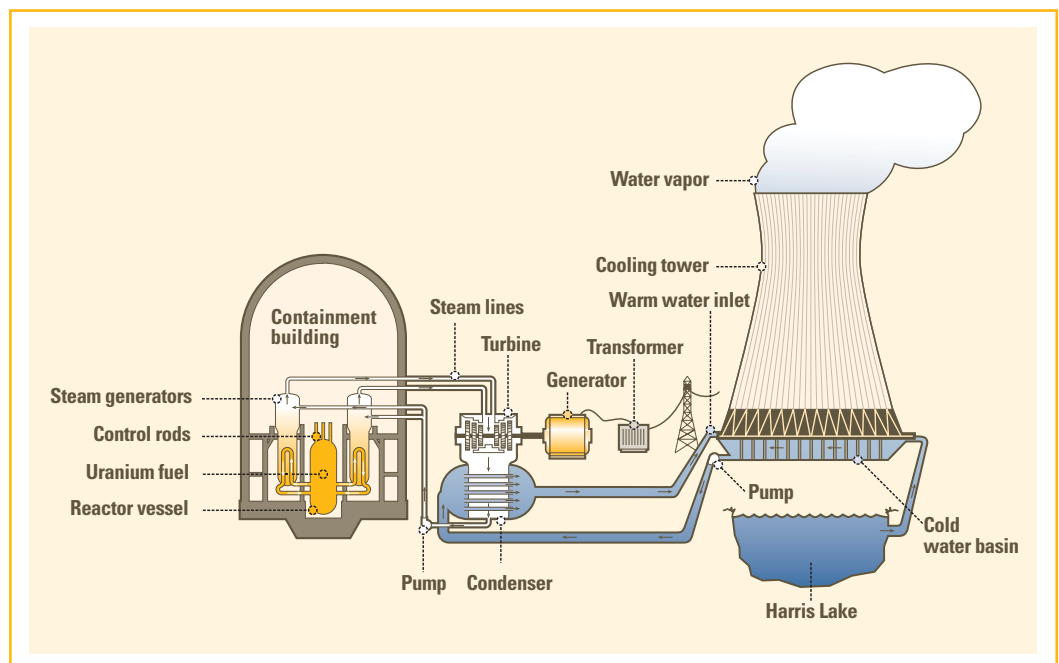 Water vapor
Cooling tower
Warm water inlet
Steam lines
Containment
building
Turbine
Transformer
Generator
Steam generators
Control rods
Uranium fuel
Reactor vessel
Pump
Cold
water basin
Pump
Condenser
Harris Lake